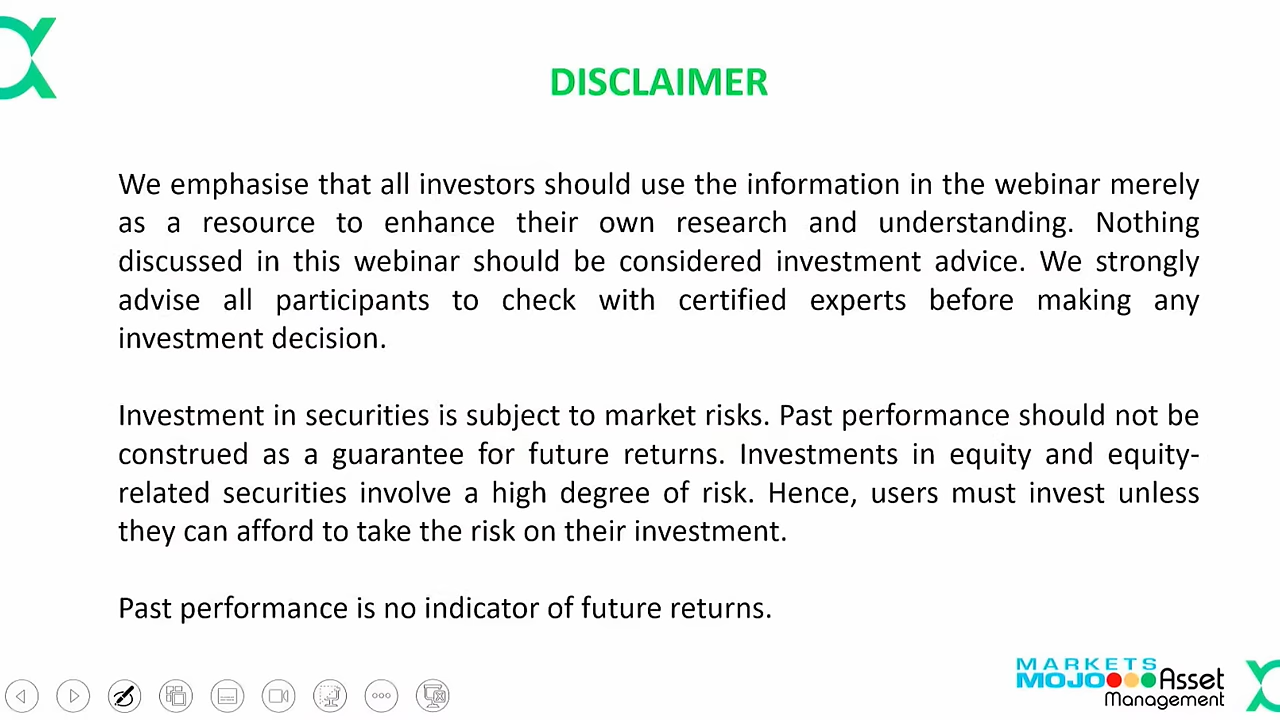 DISCLAIMER
We emphasise that all investors should use the information in the webinar merely
as a resource to enhance their own research and understanding. Nothing
discussed in this webinar should be considered investment advice. We strongly
advise all participants to check with certified experts before making any
investment decision.
Investment in securities is subject to market risks. Past performance should not be
construed as a guarantee for future returns. Investments in equity and equity-
related securities involve a high degree of risk. Hence, users must invest unless
they can afford to take the risk on their investment.
Past performance is no indicator of future returns.
MARKETS
MOJO Asset
Management